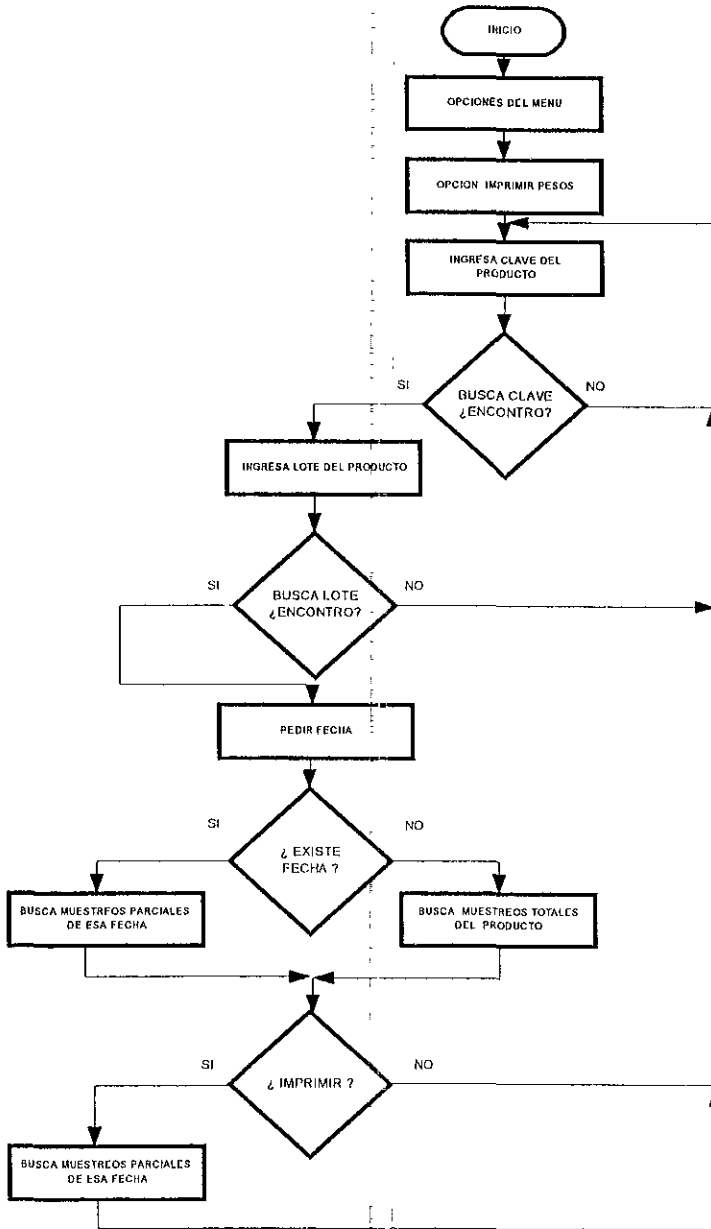 INICIO
OPCIONES DEL MENU
OPCION IMPRIMIR PESOS
INGRESA CLAVE DEL
PRODUCTO
SI
BUSCA CLAVE
¿ENCONTRO?
NO
INGRESA LOTE DEL PRODUCTO
SI
BUSCA LOTE
¿ENCONTRO?
NO
PEDIR FECHA
SI
¿ EXISTE
FECHA ?
NO
BUSCA MUESTREOS PARCIALES
DE ESA FECHA
BUSCA MUESTREOS TOTALES
DEL PRODUCTO
SI
¿ IMPRIMIR ?
NO
BUSCA MUESTREOS PARCIALES
DE ESA FECHA